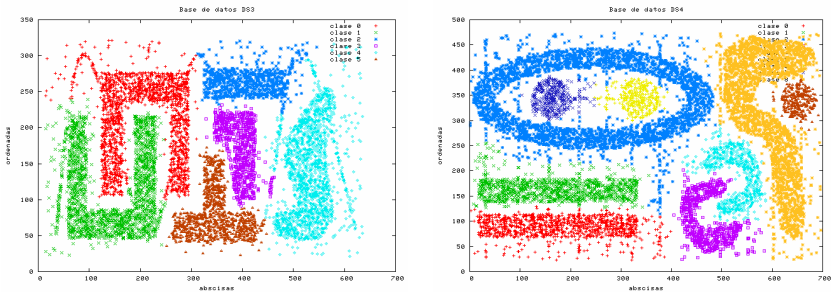 Base de datos DS3
350
300
250
200
150
100
50
0
ordenadas
clase 0
clase 1
clase 2
clase 3
clase 4
clase 5
0 100 200 300 400 500 600 700
abscisas
Base de datos DS4
500
450
400
350
300
250
200
150
100
50
0
ordenadas
clase 0
clase 1
0 100 200 300 400 500 600 700
abscisas